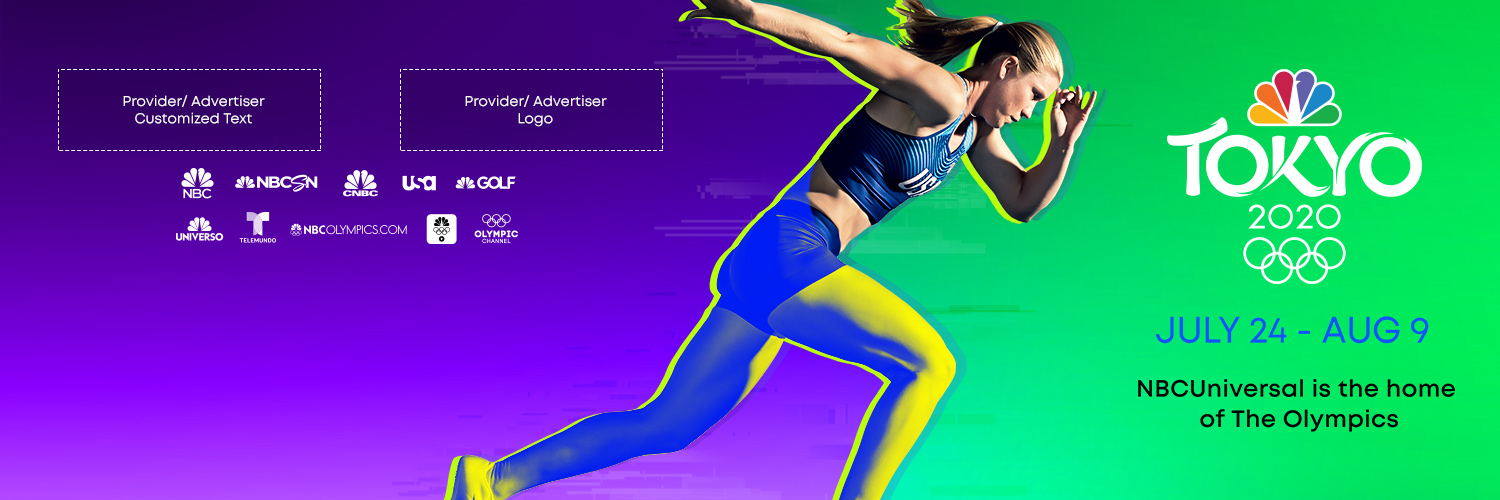 Provider/ Advertiser
Customized Text
Provider/ Advertiser
Logo
NBC
NBCSN
CNBC
usa
GOLF
UNIVERSO
TELEMUNDO
NBCOLYMPICS.COM
OLYMPIC
CHANNEL
US
TOKYO
2020
JULY 24 - AUG 9
NBCUniversal is the home
of The Olympics